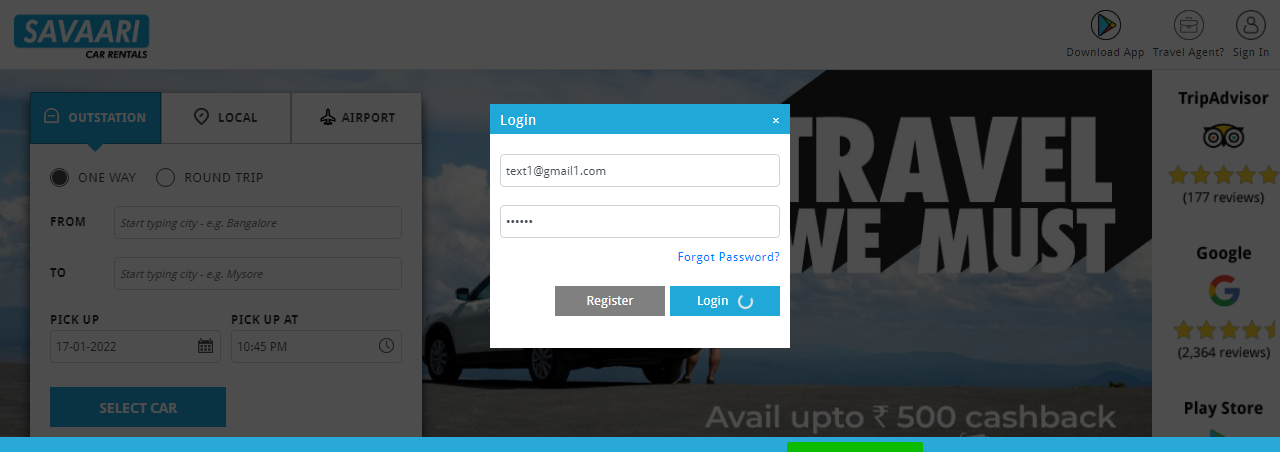 SAVAARI
CAR RENTALS
Download App
Travel Agent?
Sign In
OUTSTATION
LOCAL
AIRPORT
ONE WAY
ROUND TRIP
FROM
Start typing city - e.g. Bangalore
TO
Start typing city - e.g. Mysore
PICK UP
PICK UP AT
17-01-2022
10:45 PM
SELECT CAR
Login
×
text1@gmail1.com
••••••
Forgot Password?
Register
Login
TRAVEL
WE MUST
Avail upto ₹ 500 cashback
TripAdvisor
(177 reviews)
Google
(2,364 reviews)
Play Store